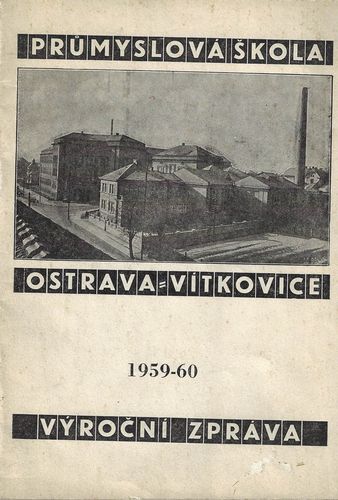 PRŮMYSLOVÁ ŠKOLA
OSTRAVA=VÍTKOVICE
1959-60
VÝROČNÍ ZPRÁVA